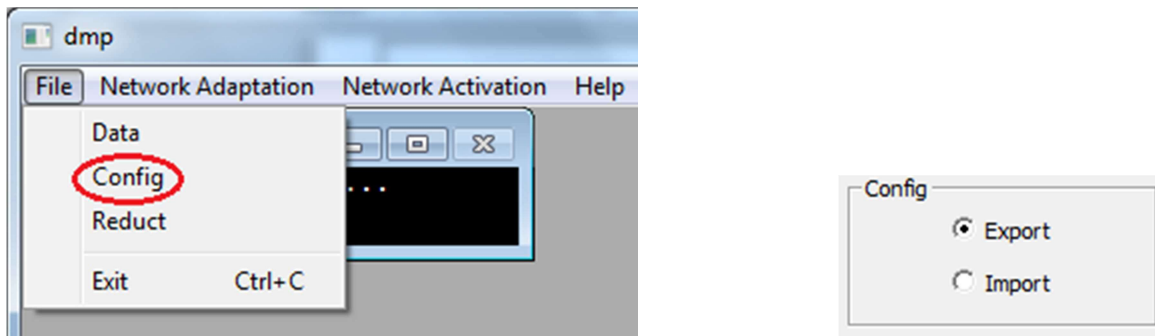 dmp
File Network Adaptation Network Activation Help
Data
Config
...
Reduct
Exit Ctrl+C
Config
Export
Import